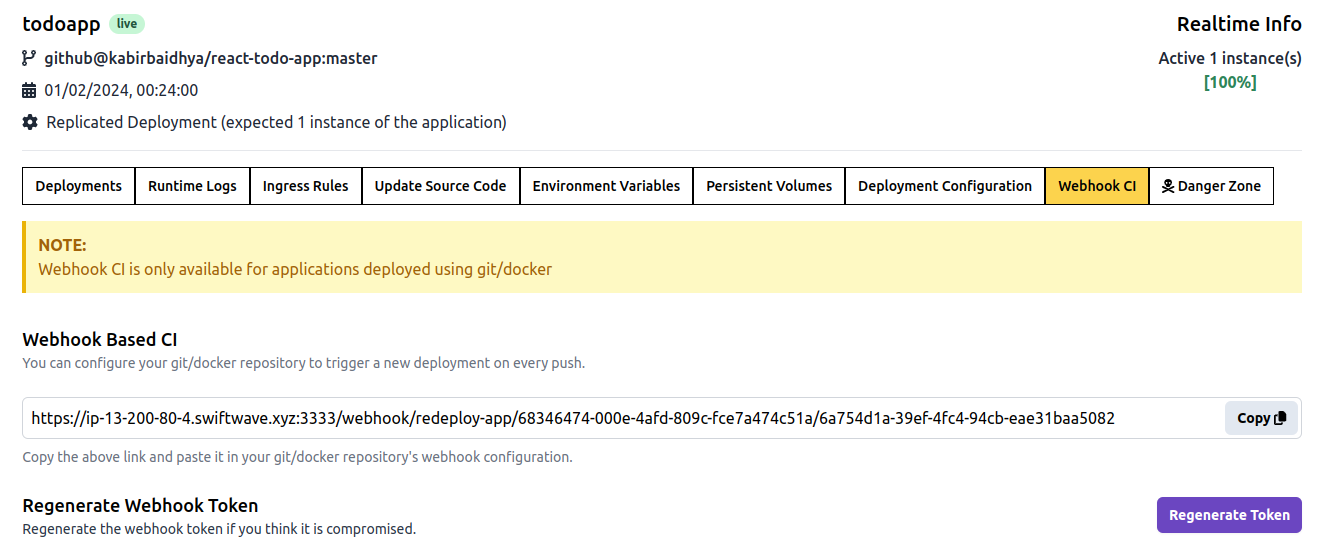 todoapp live
github@kabirbaidhya/react-todo-app:master
01/02/2024, 00:24:00
Replicated Deployment (expected 1 instance of the application)
Realtime Info
Active 1 instance(s)
[100%]
Deployments Runtime Logs Ingress Rules Update Source Code Environment Variables Persistent Volumes Deployment Configuration Webhook CI Danger Zone
NOTE:
Webhook CI is only available for applications deployed using git/docker
Webhook Based CI
You can configure your git/docker repository to trigger a new deployment on every push.
https://ip-13-200-80-4.swiftwave.xyz:3333/webhook/redeploy-app/68346474-000e-4afd-809c-fce7a474c51a/6a754d1a-39ef-4fc4-94cb-eae31baa5082 Copy
Copy the above link and paste it in your git/docker repository's webhook configuration.
Regenerate Webhook Token
Regenerate the webhook token if you think it is compromised.
Regenerate Token